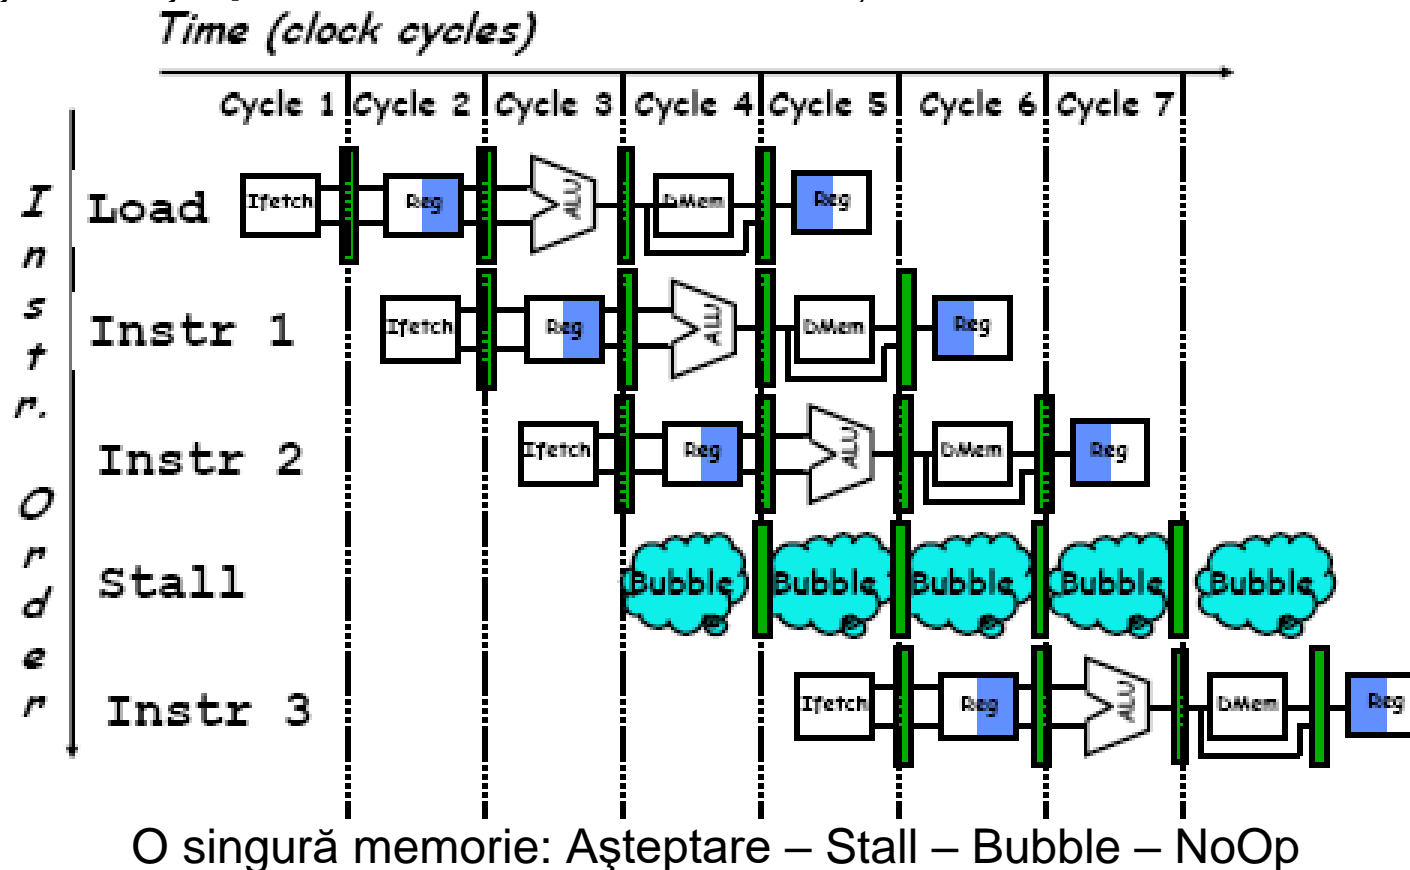 Time (clock cycles)
Cycle 1 Cycle 2 Cycle 3 Cycle 4 Cycle 5 Cycle 6 Cycle 7
Instr. Order
Load Ifetch Reg ALU DMem Reg
Instr 1 Ifetch Reg ALU DMem Reg
Instr 2 Ifetch Reg ALU DMem Reg
Stall Bubble Bubble Bubble Bubble Bubble
Instr 3 Ifetch Reg ALU DMem Reg
O singură memorie: Aşteptare – Stall – Bubble – NoOp